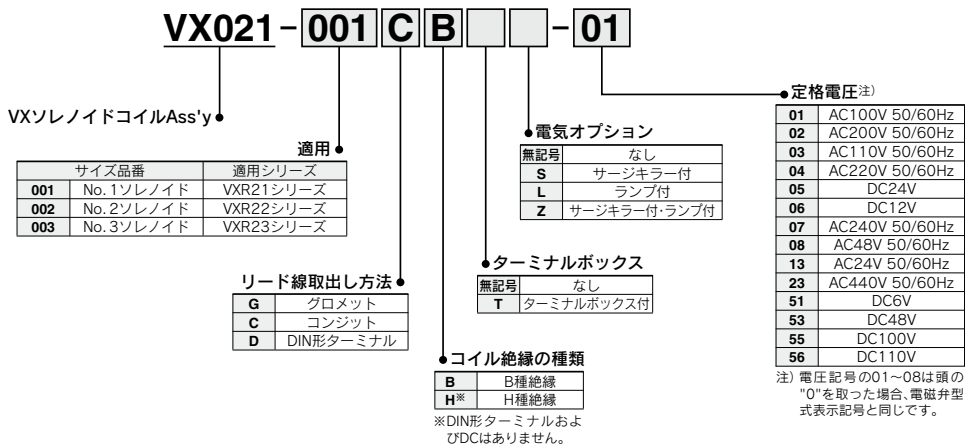 VX021-001CB□□-01
VXソレノイドコイルAss'y
適用
サイズ品番 適用シリーズ
001 No.1ソレノイド VXR21シリーズ
002 No.2ソレノイド VXR22シリーズ
003 No.3ソレノイド VXR23シリーズ
リード線取出し方法
G グロメット
C コンジット
D DIN形ターミナル
コイル絶縁の種類
B B種絶縁
H※ H種絶縁
※DIN形ターミナルおよ
びDCはありません。
ターミナルボックス
無記号 なし
T ターミナルボックス付
電気オプション
無記号 なし
S サージキラー付
L ランプ付
Z サージキラー付・ランプ付
定格電圧注)
01 AC100V 50/60Hz
02 AC200V 50/60Hz
03 AC110V 50/60Hz
04 AC220V 50/60Hz
05 DC24V
06 DC12V
07 AC240V 50/60Hz
08 AC48V 50/60Hz
13 AC24V 50/60Hz
23 AC440V 50/60Hz
51 DC6V
53 DC48V
55 DC100V
56 DC110V
注) 電圧記号の01~08は頭の
"0"を取った場合、電磁弁型
式表示記号と同じです。